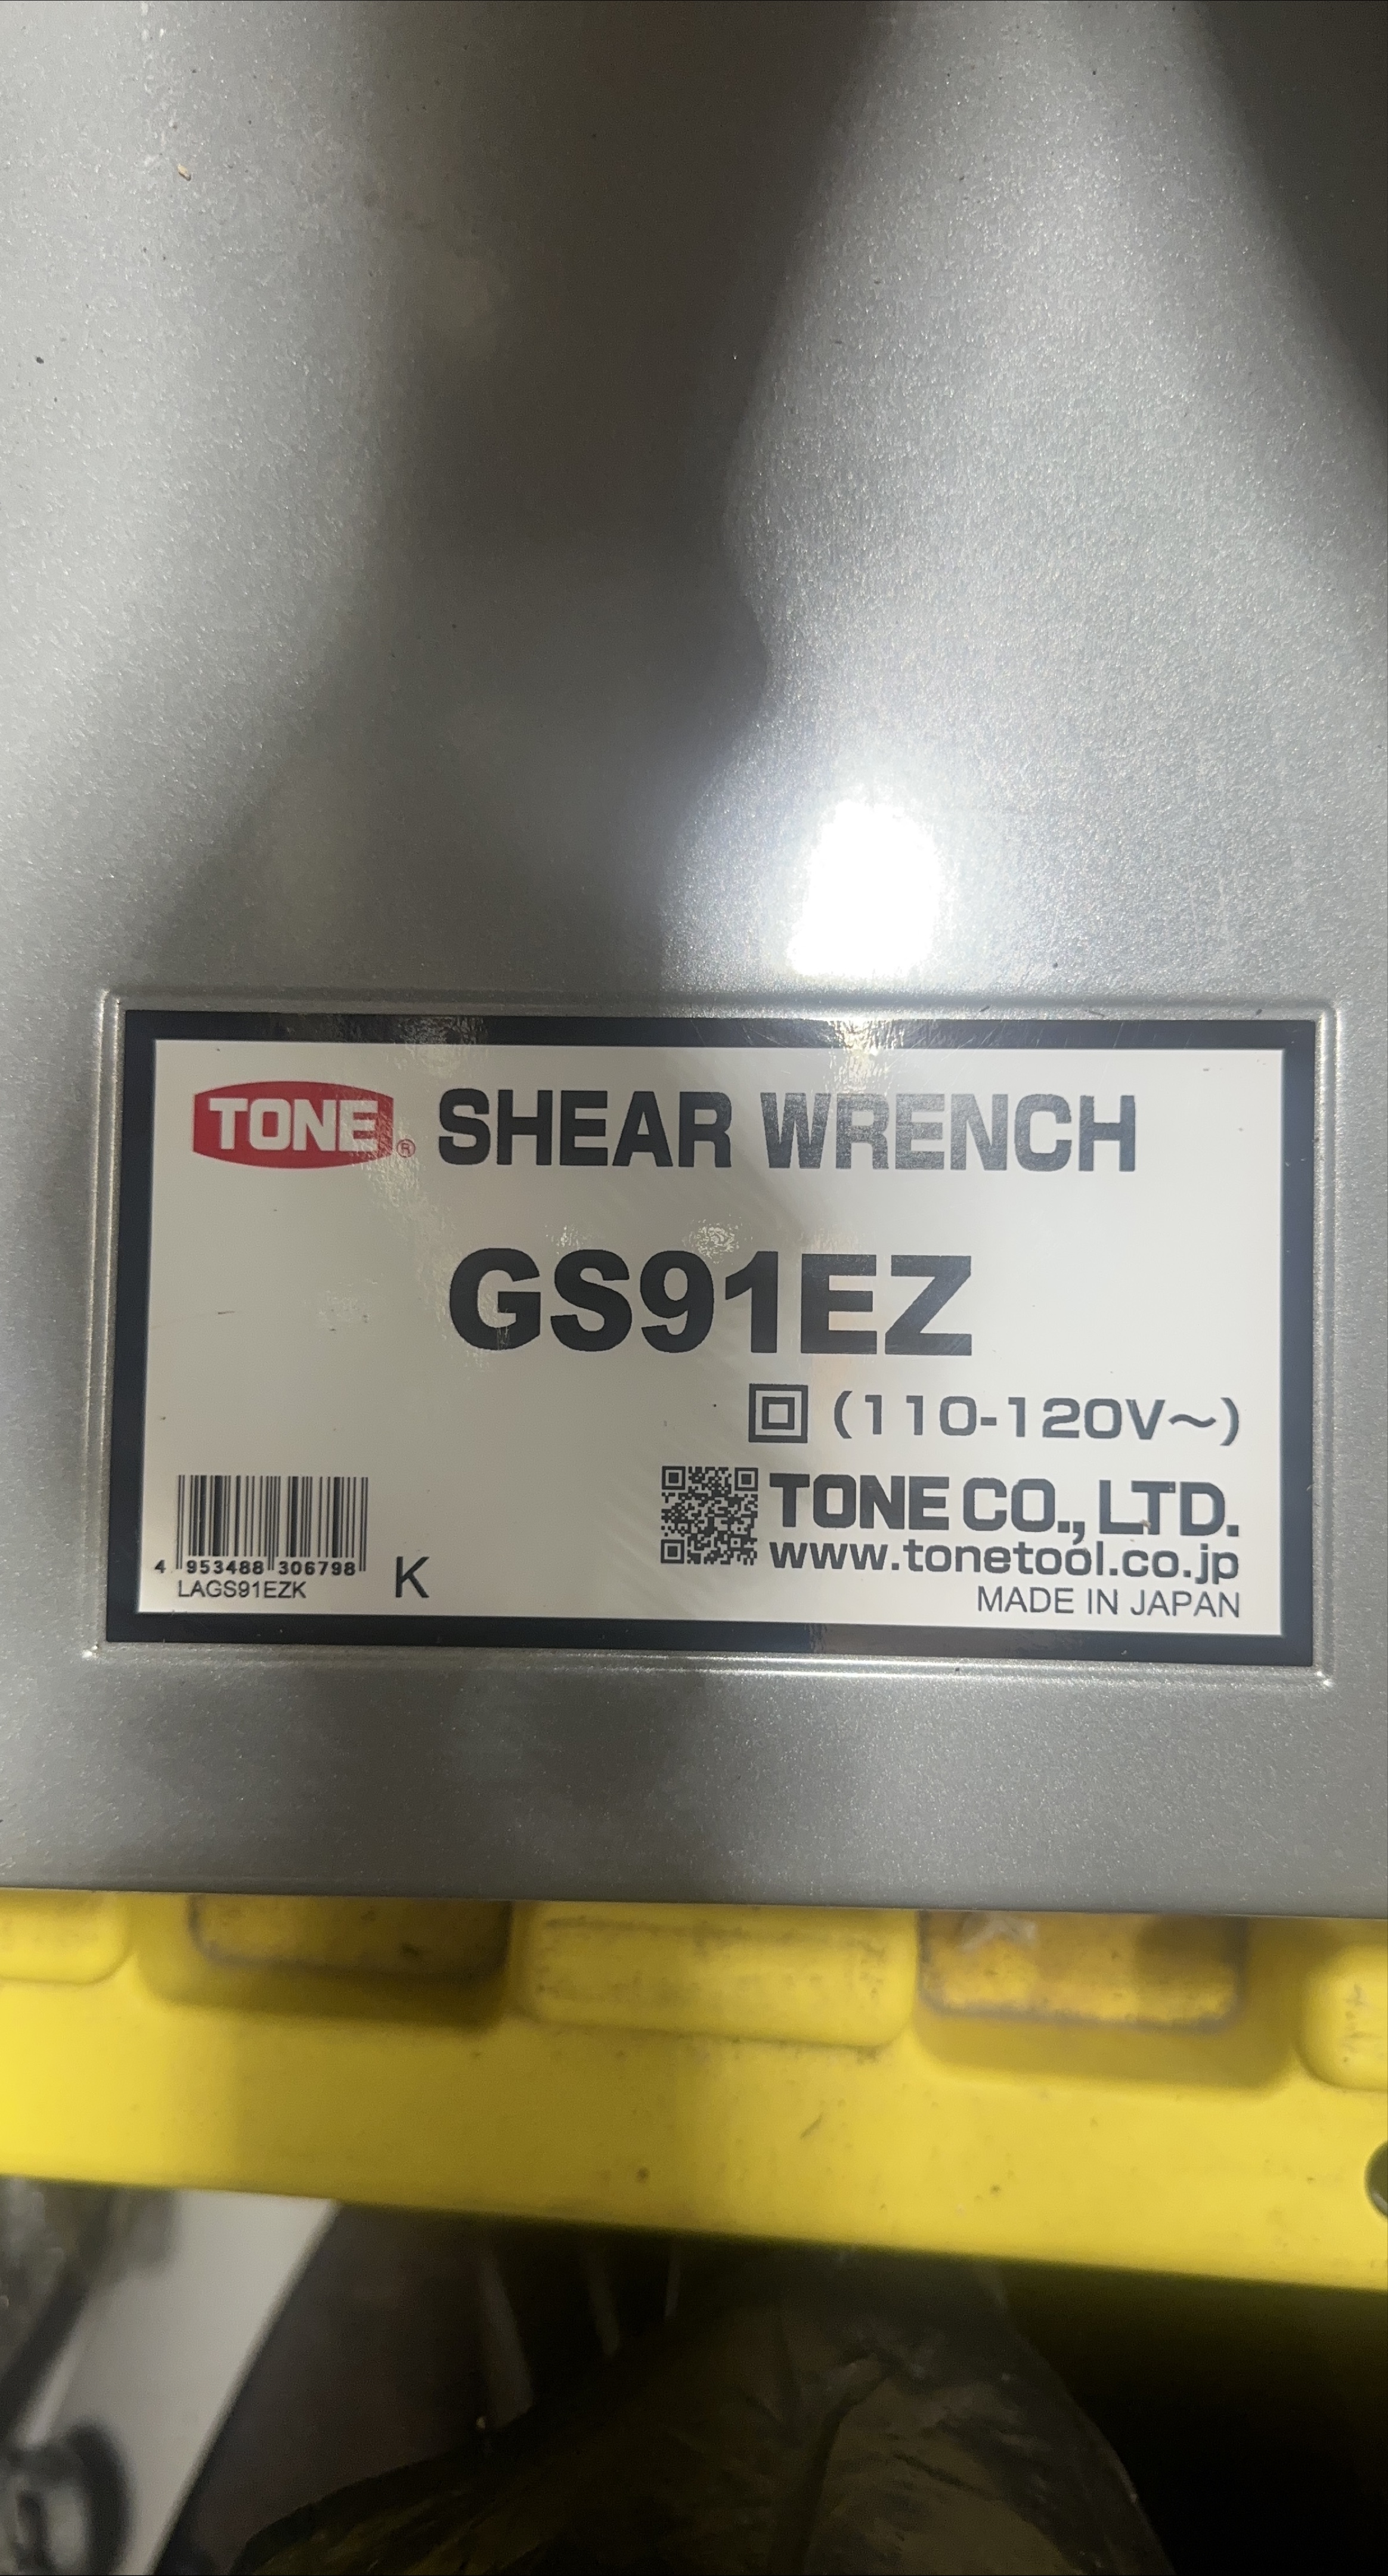 TONE® SHEAR WRENCH
GS91EZ
(110-120V~)
TONE CO., LTD.
www.tonetool.co.jp
MADE IN JAPAN
4 953488 306798
LAGS91EZK
K